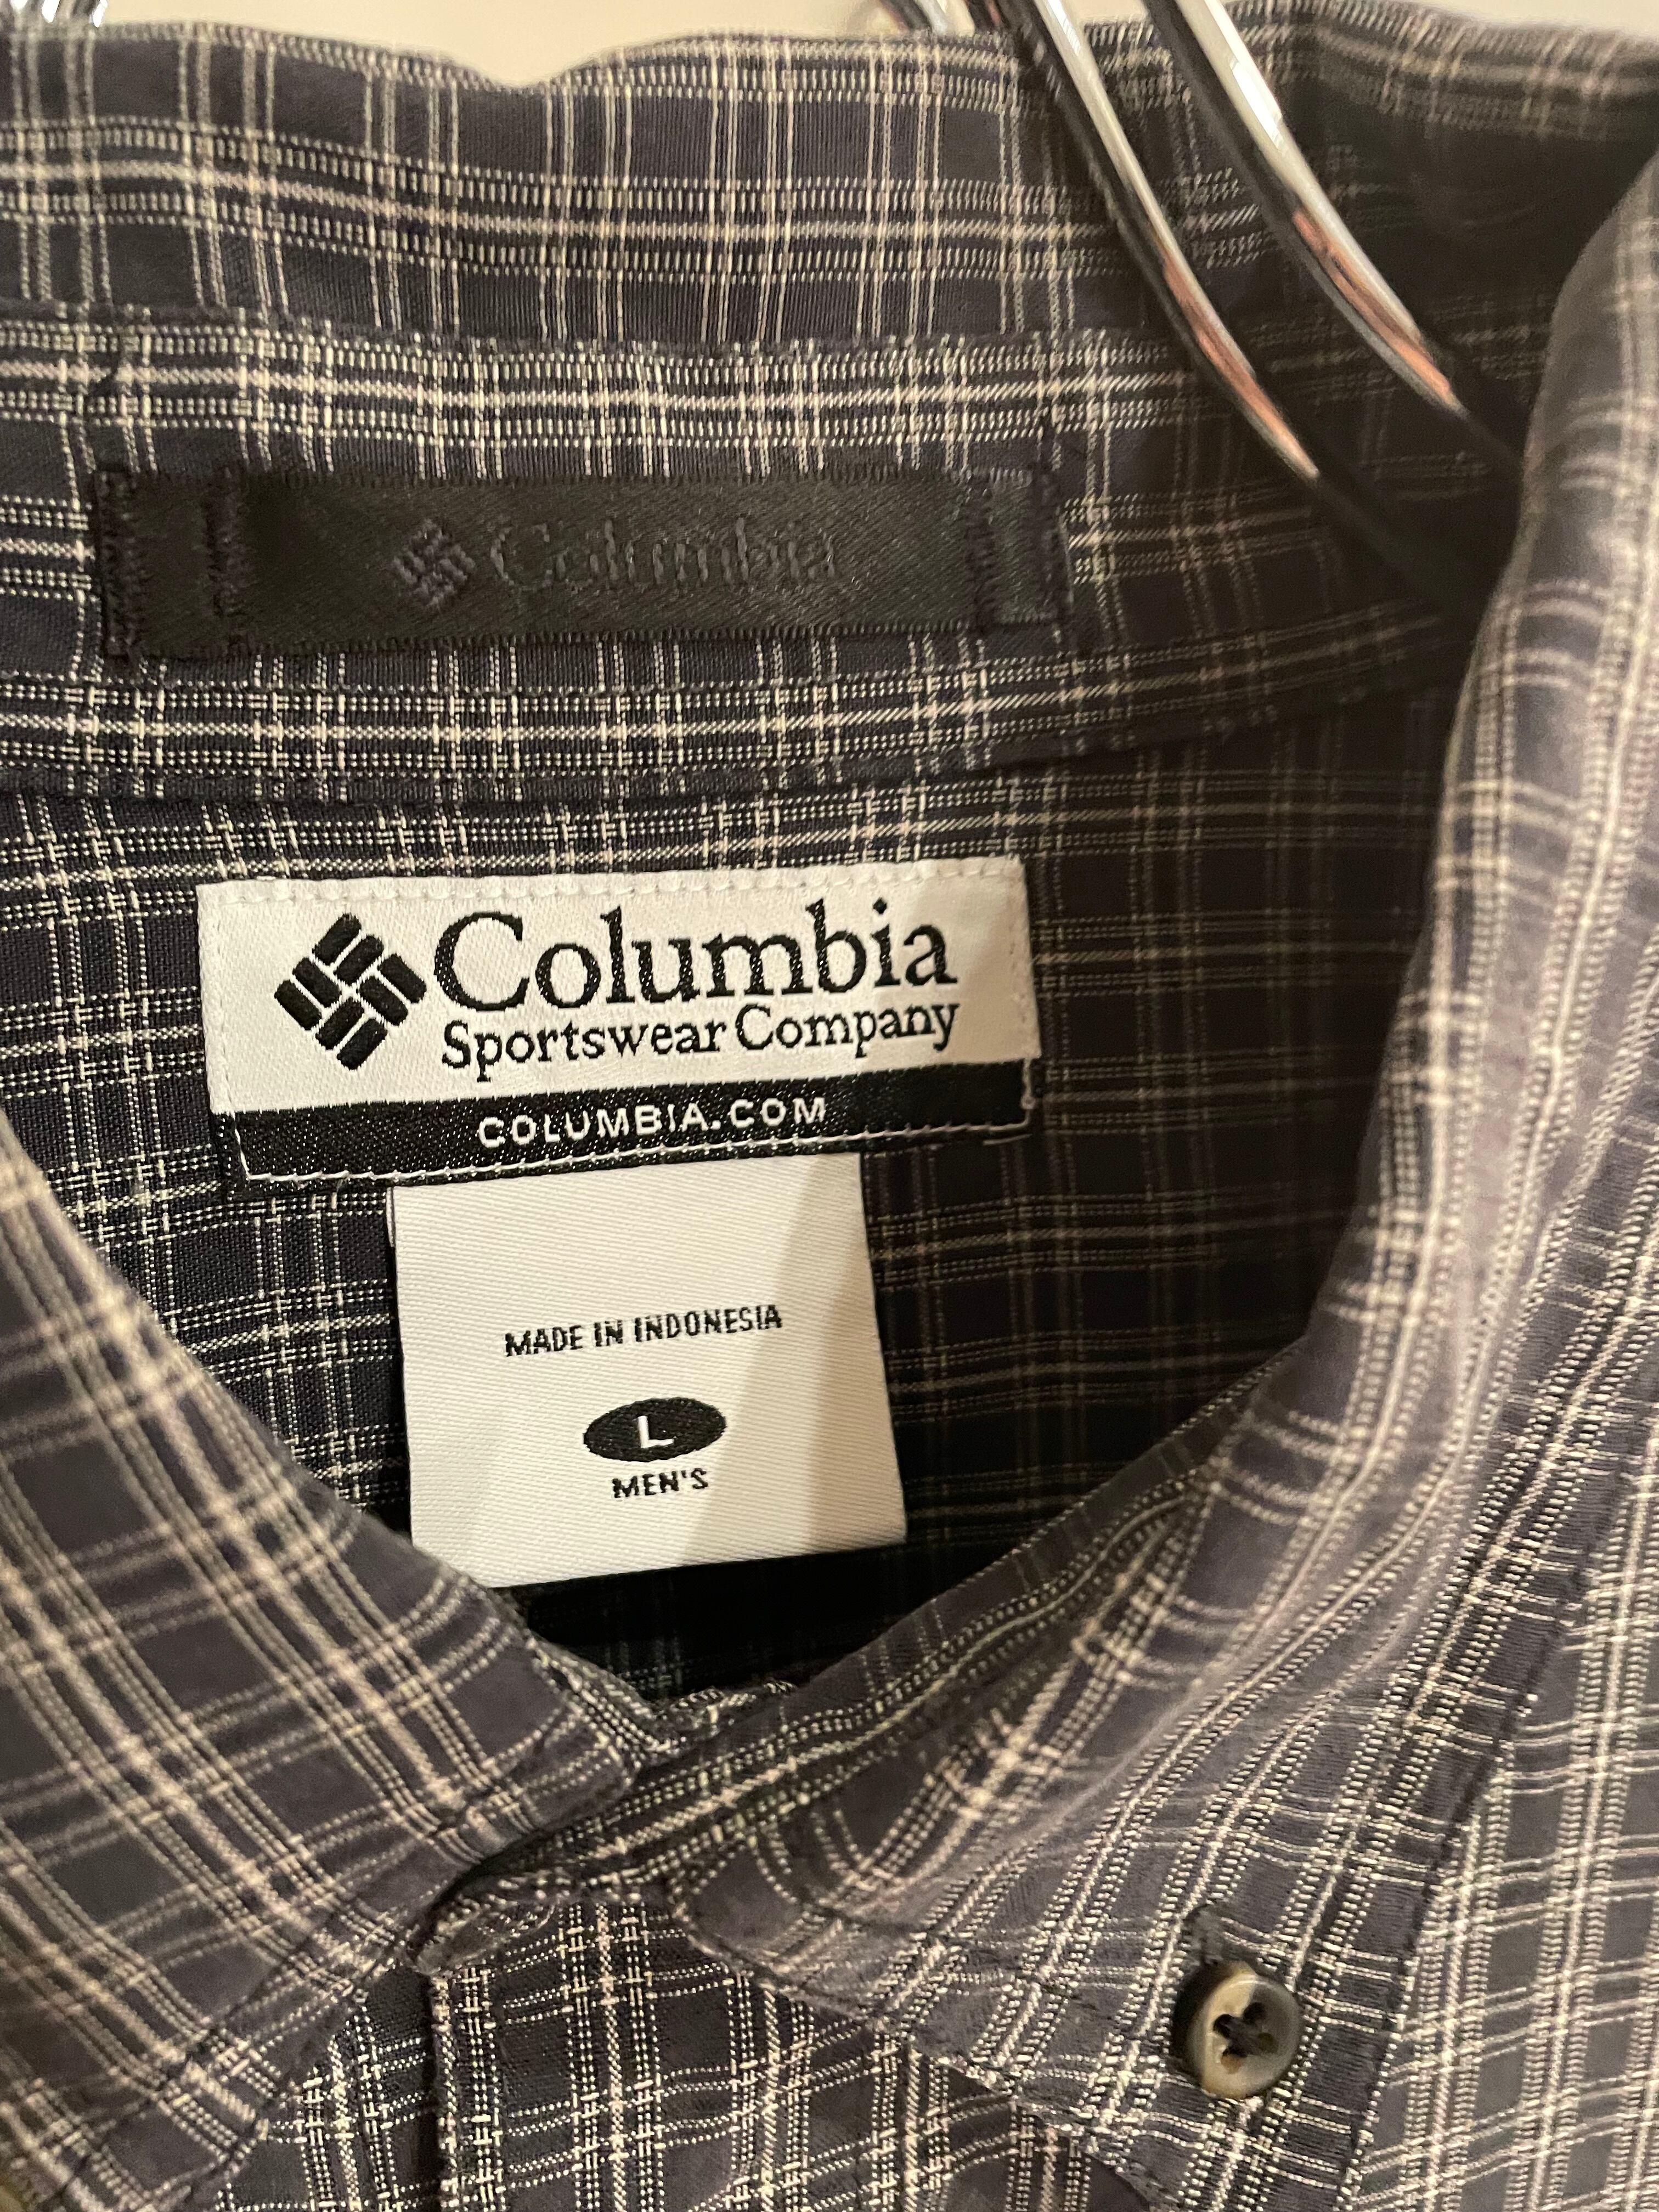 Columbia
Columbia
Sportswear Company
COLUMBIA.COM
MADE IN INDONESIA
L
MEN'S